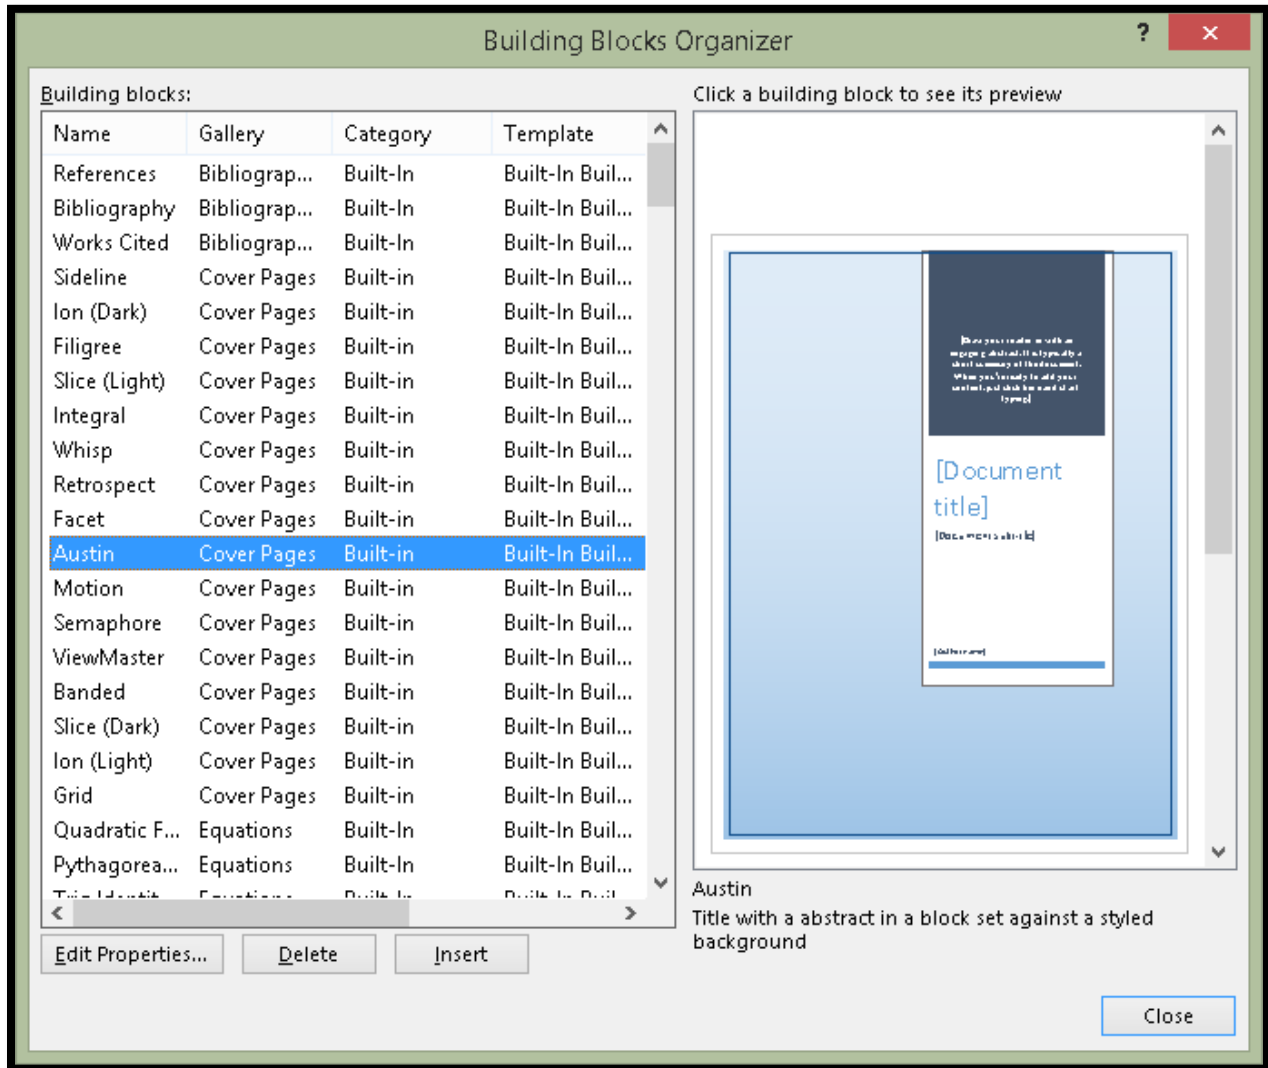 Building Blocks Organizer
?
Building blocks:
Click a building block to see its preview
Name Gallery Category Template
References Bibliograp... Built-In Built-In Buil...
Bibliography Bibliograp... Built-In Built-In Buil...
Works Cited Bibliograp... Built-In Built-In Buil...
Sideline Cover Pages Built-in Built-In Buil...
Ion (Dark) Cover Pages Built-in Built-In Buil...
Filigree Cover Pages Built-in Built-In Buil...
Slice (Light) Cover Pages Built-in Built-In Buil...
Integral Cover Pages Built-in Built-In Buil...
Whisp Cover Pages Built-in Built-In Buil...
Retrospect Cover Pages Built-in Built-In Buil...
Facet Cover Pages Built-in Built-In Buil...
Austin Cover Pages Built-in Built-In Buil...
Motion Cover Pages Built-in Built-In Buil...
Semaphore Cover Pages Built-in Built-In Buil...
ViewMaster Cover Pages Built-in Built-In Buil...
Banded Cover Pages Built-in Built-In Buil...
Slice (Dark) Cover Pages Built-in Built-In Buil...
Ion (Light) Cover Pages Built-in Built-In Buil...
Grid Cover Pages Built-in Built-In Buil...
Quadratic F... Equations Built-In Built-In Buil...
Pythagorea... Equations Built-In Built-In Buil...
[Document
title]
Austin
Title with a abstract in a block set against a styled
background
Edit Properties... Delete Insert
Close